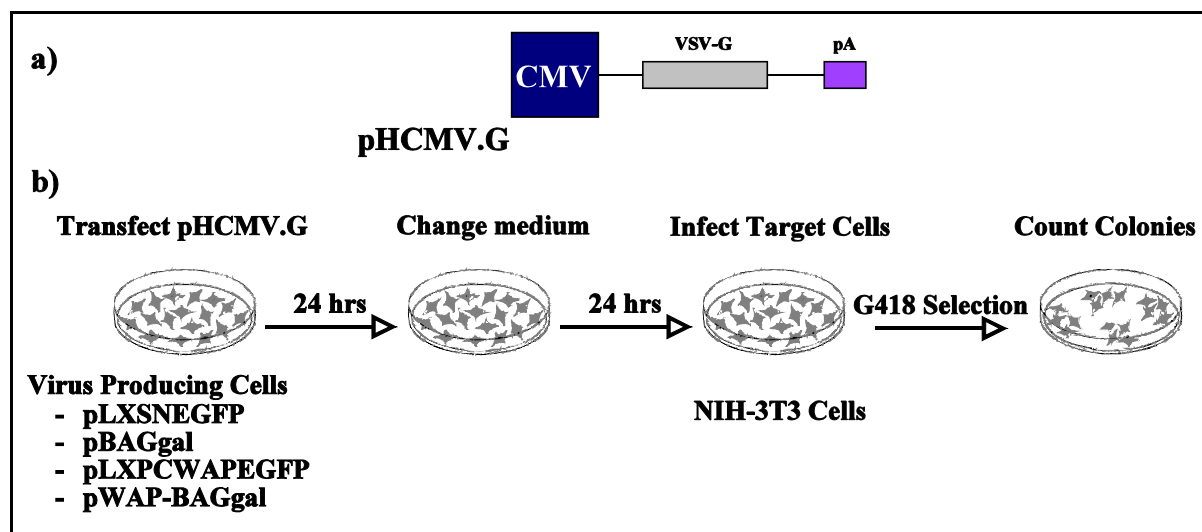 a)
VSV-G
pA
CMV
pHCMV.G
b)
Transfect pHCMV.G
Change medium
Infect Target Cells
Count Colonies
24 hrs
24 hrs
G418 Selection
Virus Producing Cells
- pLXSNEGFP
- pBAGgal
- pLXPCWAPEGFP
- pWAP-BAGgal
NIH-3T3 Cells